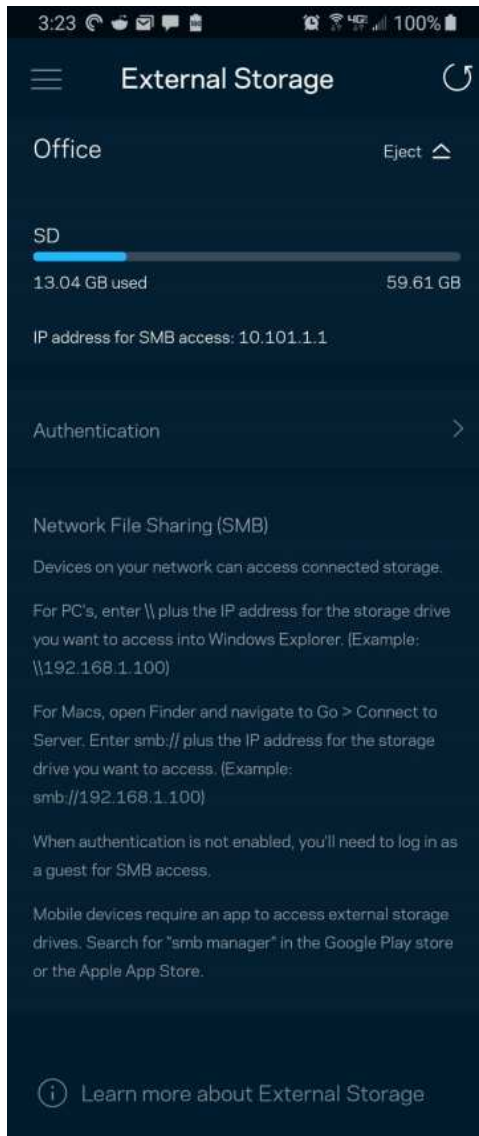 3:23 100%
External Storage
Office Eject
SD
13.04 GB used 59.61 GB
IP address for SMB access: 10.101.1.1
Authentication
Network File Sharing (SMB)
Devices on your network can access connected storage.
For PC's, enter \\ plus the IP address for the storage drive
you want to access into Windows Explorer. (Example:
\\192.168.1.100)
For Macs, open Finder and navigate to Go > Connect to
Server. Enter smb:// plus the IP address for the storage
drive you want to access. (Example:
smb://192.168.1.100)
When authentication is not enabled, you'll need to log in as
a guest for SMB access.
Mobile devices require an app to access external storage
drives. Search for "smb manager" in the Google Play store
or the Apple App Store.
Learn more about External Storage